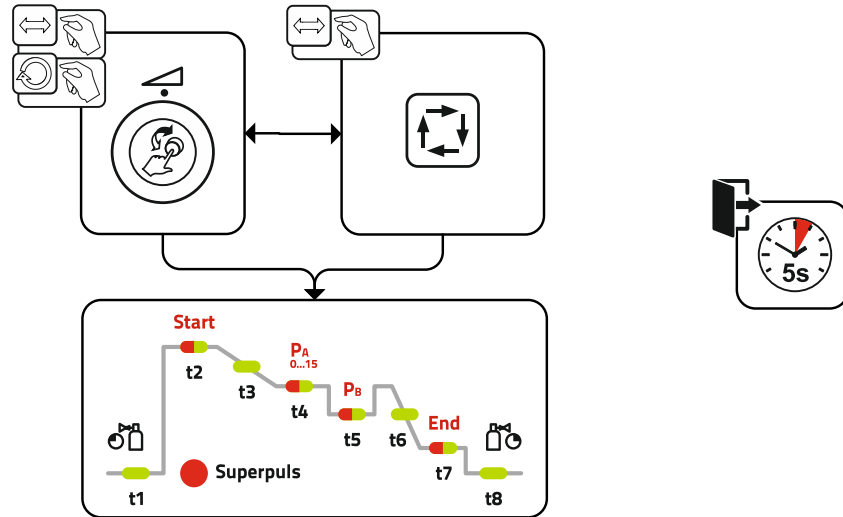 5s
Start
PA
0...15
t2
t3
PB
t4
End
t5
t6
t7
Superpuls
t1
t8